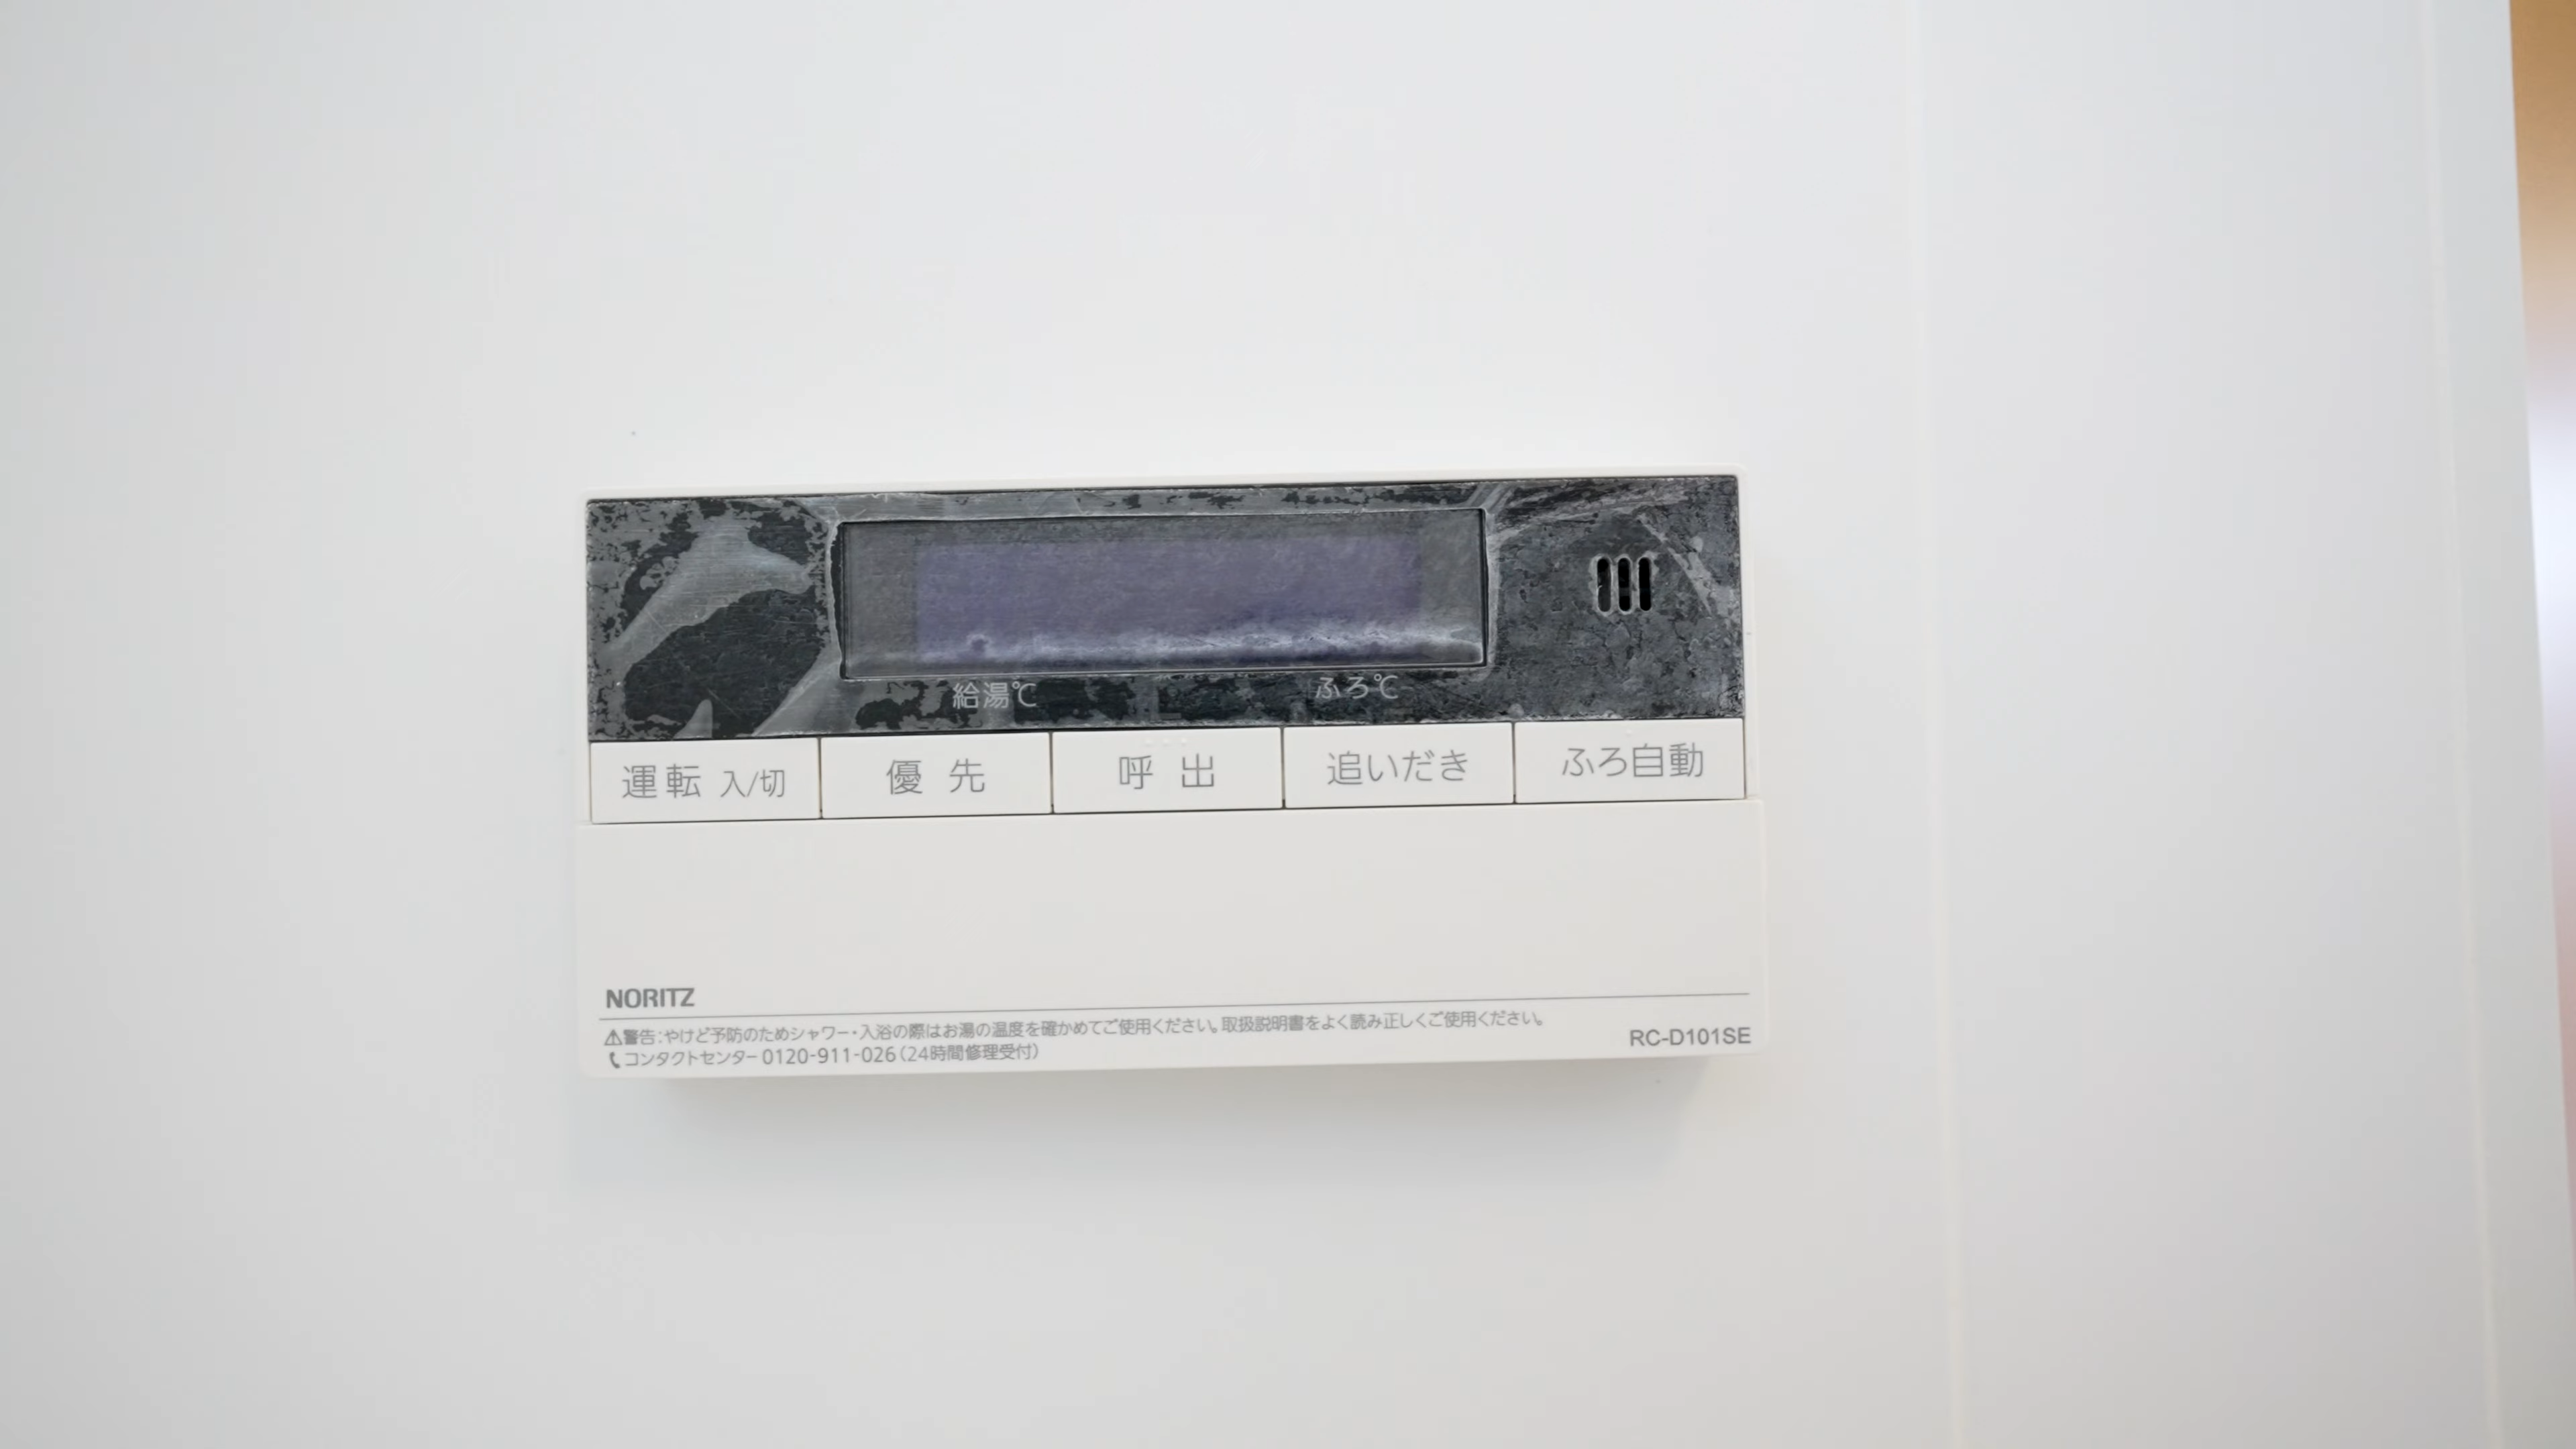 給湯℃ ふろ℃
運転 入/切 優先 呼出 追いだき ふろ自動
NORITZ
⚠警告:やけど予防のためシャワー・入浴の際はお湯の温度を確かめてご使用ください。取扱説明書をよく読み正しくご使用ください。
コンタクトセンター 0120-911-026(24時間修理受付)
RC-D101SE